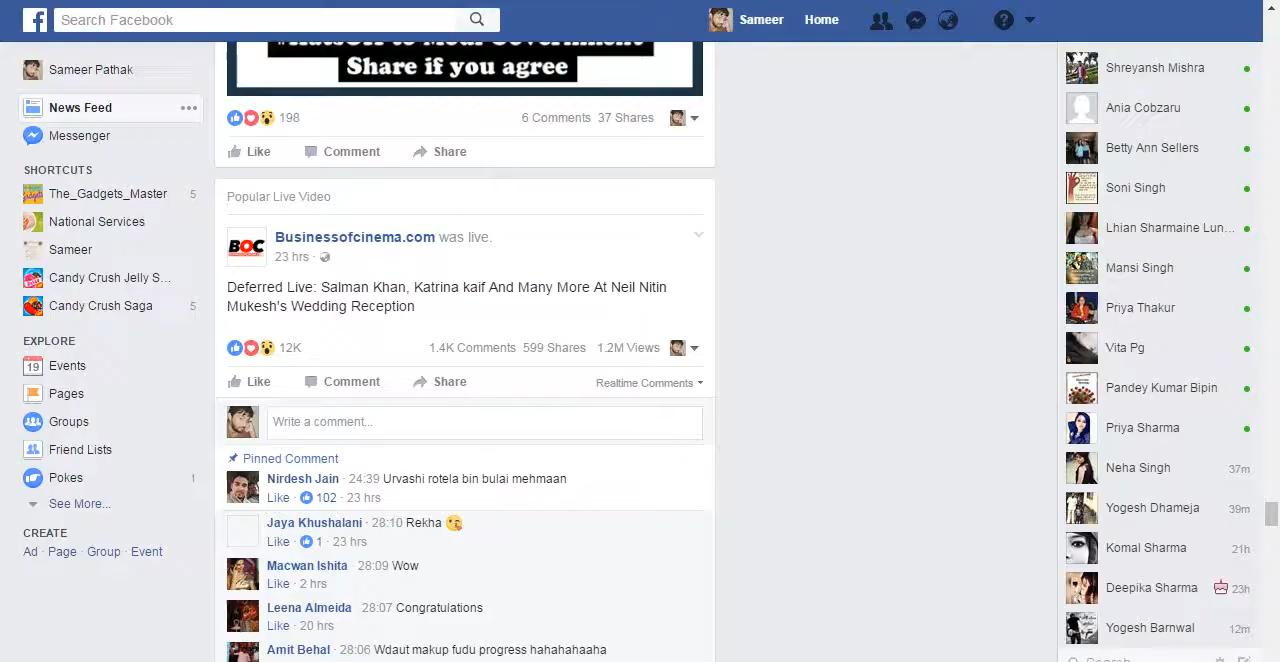 Search Facebook
Sameer
Home
Sameer Pathak
News Feed
Messenger
SHORTCUTS
The_Gadgets_Master 5
National Services
Sameer
Candy Crush Jelly S...
Candy Crush Saga 5
EXPLORE
19 Events
Pages
Groups
Friend Lists
Pokes 1
See More...
CREATE
Ad · Page · Group · Event
Share if you agree
198 6 Comments 37 Shares
Like Comment Share
Popular Live Video
BOC
Businessofcinema.com was live.
23 hrs ·
Deferred Live: Salman Khan, Katrina kaif And Many More At Neil Nitin
Mukesh's Wedding Reception
12K 1.4K Comments 599 Shares 1.2M Views
Like Comment Share Realtime Comments
Write a comment...
Pinned Comment
Nirdesh Jain · 24:39 Urvashi rotela bin bulai mehmaan
Like · 102 · 23 hrs
Jaya Khushalani · 28:10 Rekha 😘
Like · 1 · 23 hrs
Macwan Ishita · 28:09 Wow
Like · 2 hrs
Leena Almeida · 28:07 Congratulations
Like · 20 hrs
Amit Behal · 28:06 Wdaut makup fudu progress hahahahaaha
Shreyansh Mishra
Ania Cobzaru
Betty Ann Sellers
Soni Singh
Lhian Sharmaine Lun...
Mansi Singh
Priya Thakur
Vita Pg
Pandey Kumar Bipin
Priya Sharma
Neha Singh 37m
Yogesh Dhameja 39m
Komal Sharma 21h
Deepika Sharma 23h
Yogesh Barnwal 12m
Search